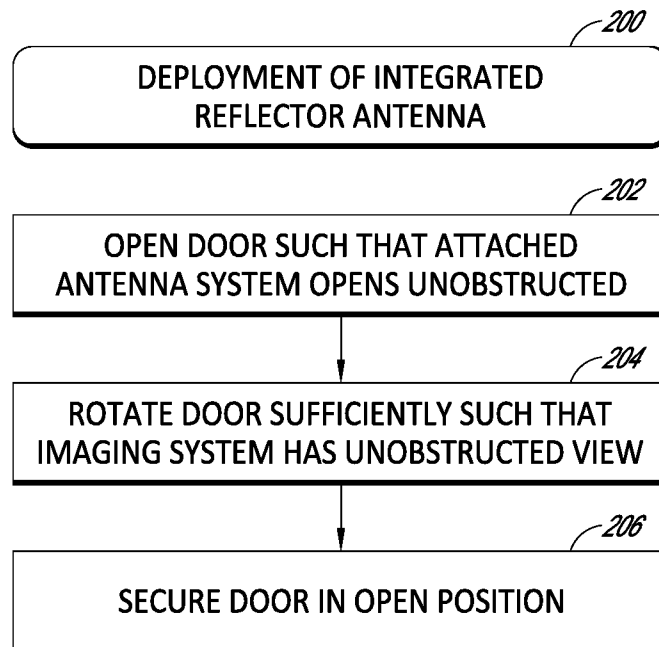 200
DEPLOYMENT OF INTEGRATED
REFLECTOR ANTENNA
202
OPEN DOOR SUCH THAT ATTACHED
ANTENNA SYSTEM OPENS UNOBSTRUCTED
204
ROTATE DOOR SUFFICIENTLY SUCH THAT
IMAGING SYSTEM HAS UNOBSTRUCTED VIEW
206
SECURE DOOR IN OPEN POSITION